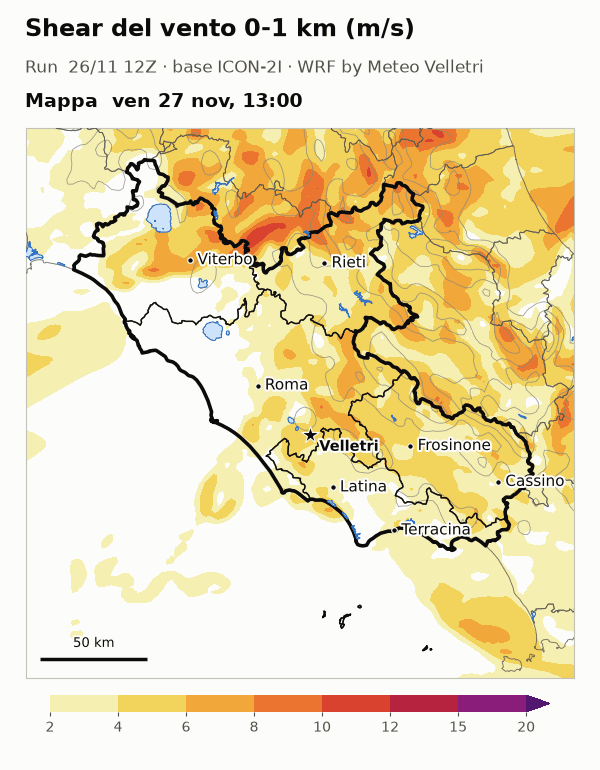 Shear del vento 0-1 km (m/s)
Run  26/11 12Z · base ICON-2I · WRF by Meteo Velletri
Mappa  ven 27 nov, 13:00
Viterbo
Rieti
Roma
Velletri
Frosinone
Latina
Cassino
Terracina
50 km
2 4 6 8 10 12 15 20